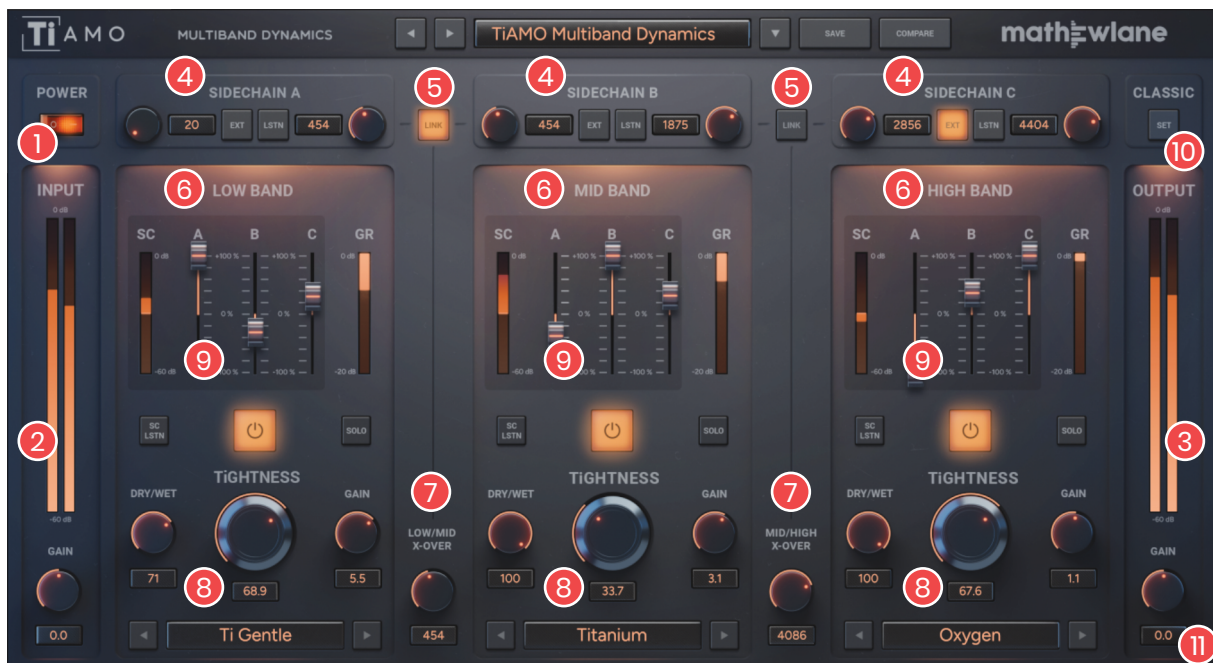 TiAMO MULTIBAND DYNAMICS ◄ ► TiAMO Multiband Dynamics ▼ SAVE COMPARE mathewlane
4 5 4 5 4
POWER SIDECHAIN A SIDECHAIN B SIDECHAIN C CLASSIC
20 EXT LSTN 454 LINK 454 EXT LSTN 1875 LINK 2856 EXT LSTN 4404 SET
1 10
INPUT 6 LOW BAND 6 MID BAND 6 HIGH BAND OUTPUT
0 dB 0 dB
SC A B C GR SC A B C GR SC A B C GR
0 dB +100 % +100 % 0 dB 0 dB +100 % +100 % 0 dB 0 dB +100 % +100 % 0 dB
0 % 0 % 0 % 0 % 0 % 0 %
9 9 9
-60 dB -100 % -100 % -20 dB -60 dB -100 % -100 % -20 dB -60 dB -100 % -100 % -20 dB
2 SC LSTN SOLO SC LSTN SOLO SC LSTN SOLO 3
TiGHTNESS TiGHTNESS TiGHTNESS
DRY/WET GAIN 7 DRY/WET GAIN 7 DRY/WET GAIN
-60 dB -60 dB
LOW/MID X-OVER MID/HIGH X-OVER
GAIN GAIN
71 8 68.9 5.5 100 8 33.7 3.1 100 8 67.6 1.1
0.0 ◄ Ti Gentle ► 454 ◄ Titanium ► 4086 ◄ Oxygen ► 0.0 11